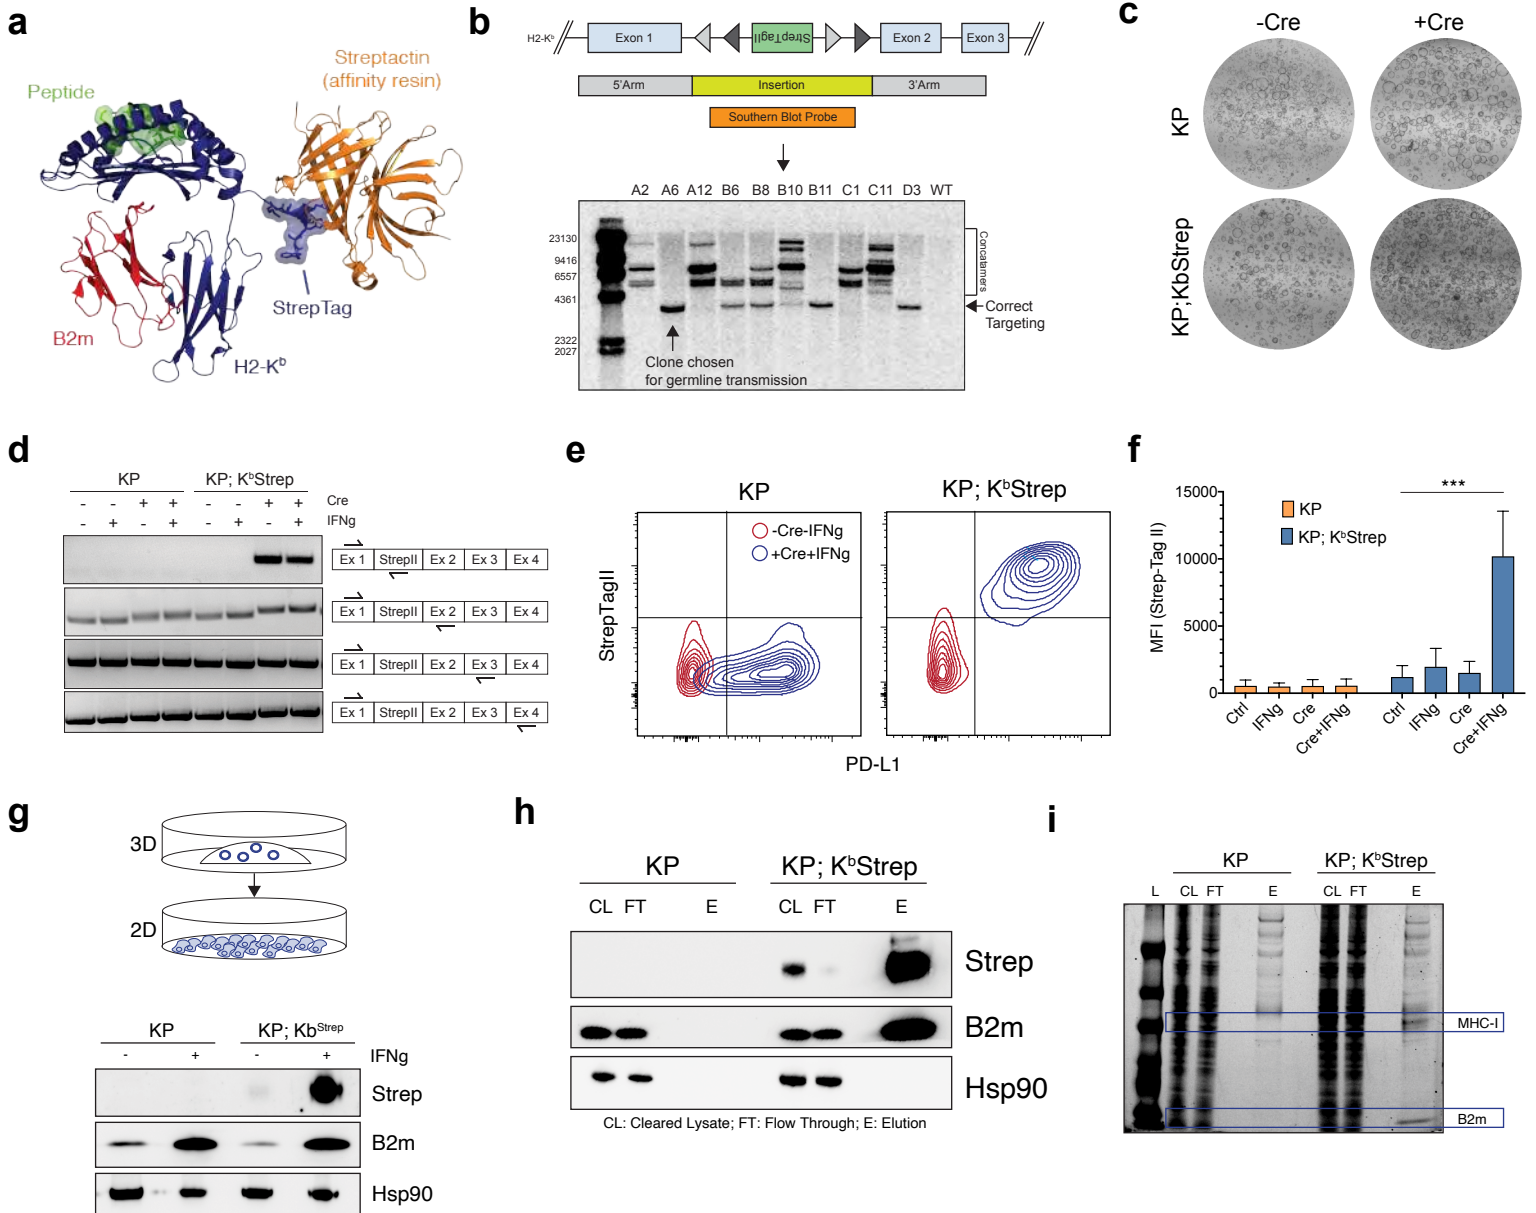 a
Streptactin
(affinity resin)
Peptide
StrepTag
B2m
H2-Kᵇ
b
H2-Kᵇ
Exon 1
StrepTagII
Exon 2
Exon 3
5'Arm
Insertion
3'Arm
Southern Blot Probe
A2 A6 A12 B6 B8 B10 B11 C1 C11 D3 WT
23130
9416
6557
4361
2322
2027
Concatamers
Correct
Targeting
Clone chosen
for germline transmission
c
-Cre +Cre
KP
KP;KbStrep
d
KP KP; KᵇStrep
- - + + - - + + Cre
- + - + - + - + IFNg
Ex 1 StrepII Ex 2 Ex 3 Ex 4
Ex 1 StrepII Ex 2 Ex 3 Ex 4
Ex 1 StrepII Ex 2 Ex 3 Ex 4
Ex 1 StrepII Ex 2 Ex 3 Ex 4
e
KP KP; KᵇStrep
-Cre-IFNg
+Cre+IFNg
StrepTagII
PD-L1
f
MFI (Strep-Tag II)
15000
10000
5000
0
KP
KP; KᵇStrep
***
Ctrl IFNg Cre Cre+IFNg Ctrl IFNg Cre Cre+IFNg
g
3D
2D
KP KP; Kbˢᵗʳᵉᵖ
- + - + IFNg
Strep
B2m
Hsp90
h
KP KP; KᵇStrep
CL FT E CL FT E
Strep
B2m
Hsp90
CL: Cleared Lysate; FT: Flow Through; E: Elution
i
KP KP; KᵇStrep
L CL FT E CL FT E
MHC-I
B2m